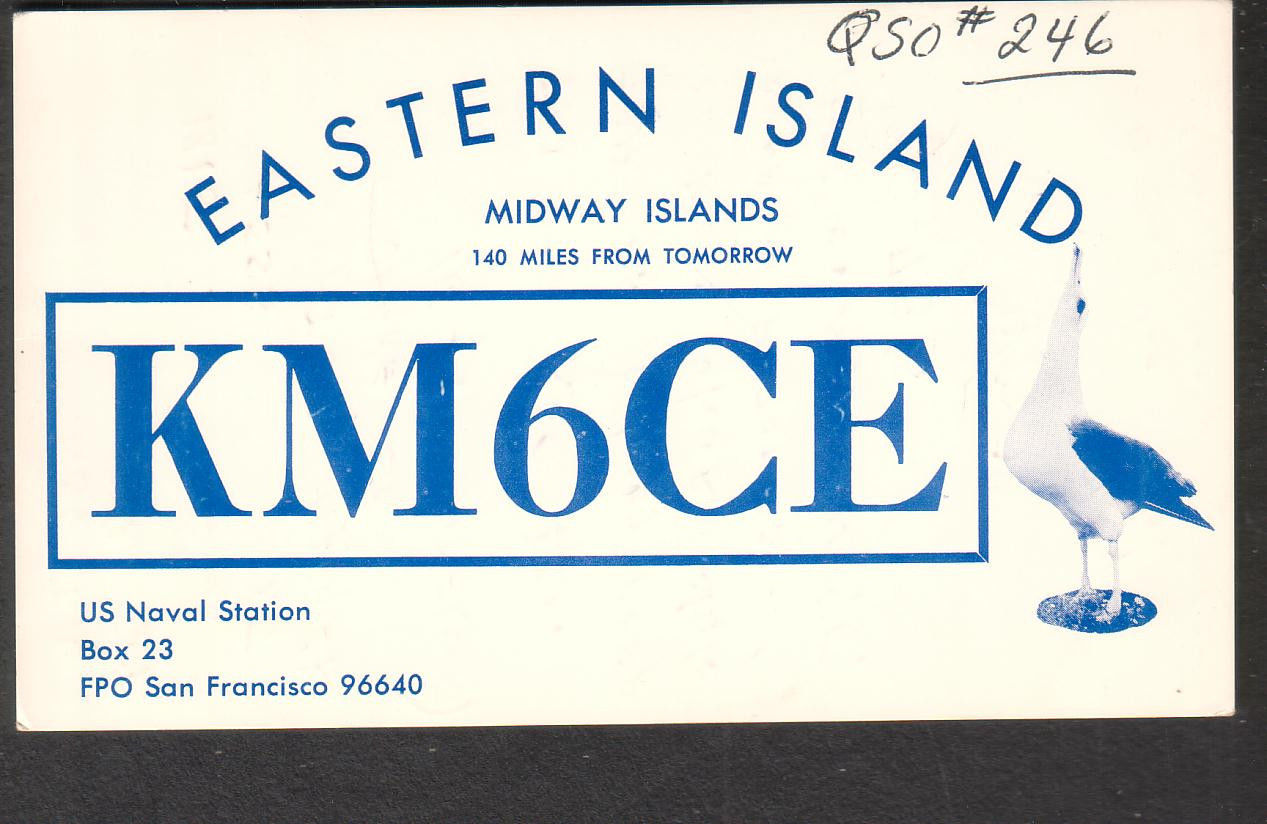 QSO # 246
EASTERN ISLAND
MIDWAY ISLANDS
140 MILES FROM TOMORROW
KM6CE
US Naval Station
Box 23
FPO San Francisco 96640